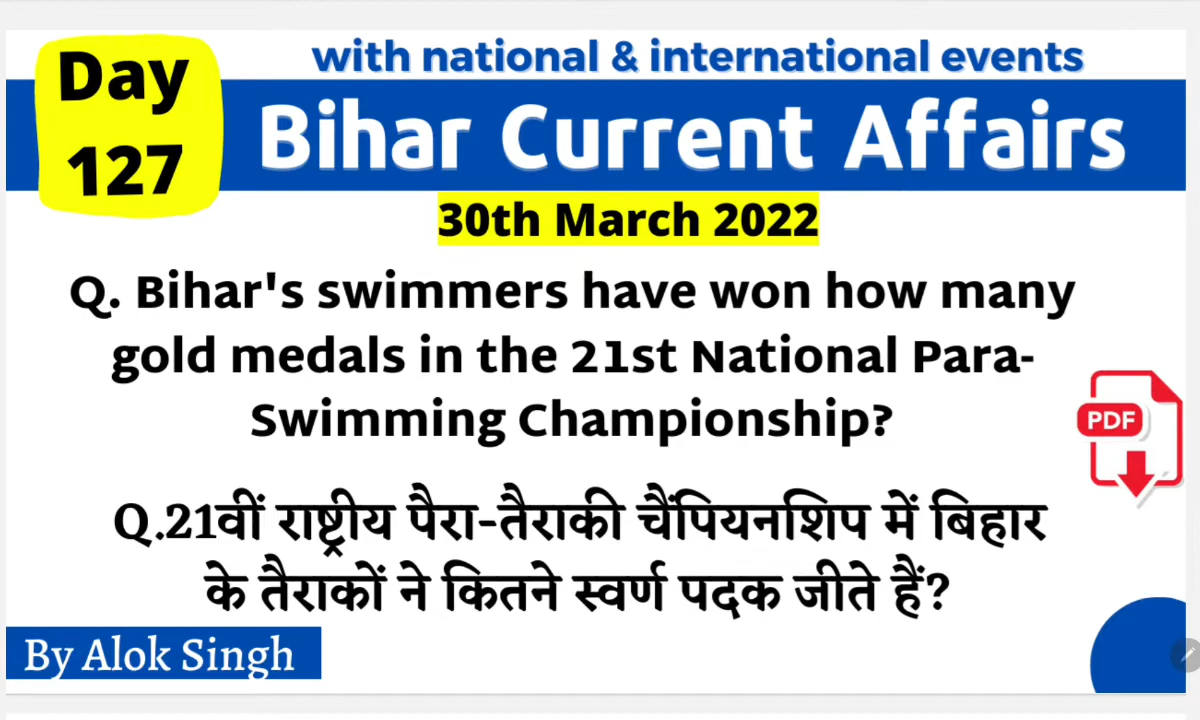 Day
127
with national & international events
Bihar Current Affairs
30th March 2022
Q. Bihar's swimmers have won how many
gold medals in the 21st National Para-
Swimming Championship?
PDF
Q.21वीं राष्ट्रीय पैरा-तैराकी चैंपियनशिप में बिहार
के तैराकों ने कितने स्वर्ण पदक जीते हैं?
By Alok Singh